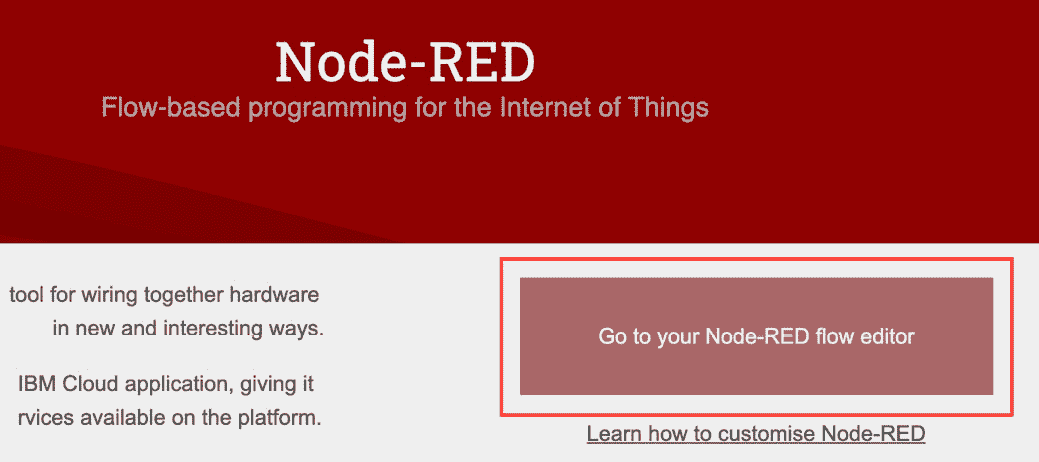 Node-RED
Flow-based programming for the Internet of Things
tool for wiring together hardware
in new and interesting ways.
IBM Cloud application, giving it
rvices available on the platform.
Go to your Node-RED flow editor
Learn how to customise Node-RED